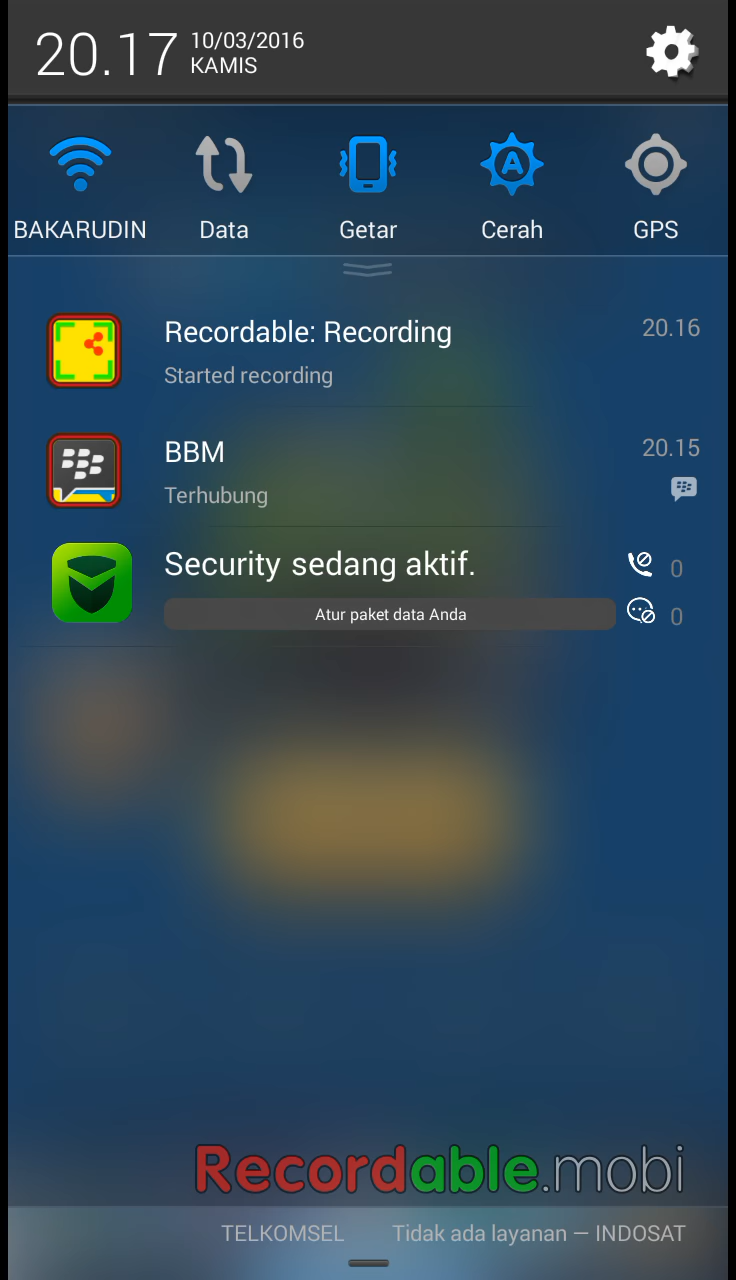 20.17
10/03/2016
KAMIS
BAKARUDIN
Data
Getar
A
Cerah
GPS
Recordable: Recording
20.16
Started recording
BBM
20.15
Terhubung
Security sedang aktif.
0
Atur paket data Anda
0
Recordable.mobi
TELKOMSEL
Tidak ada layanan — INDOSAT